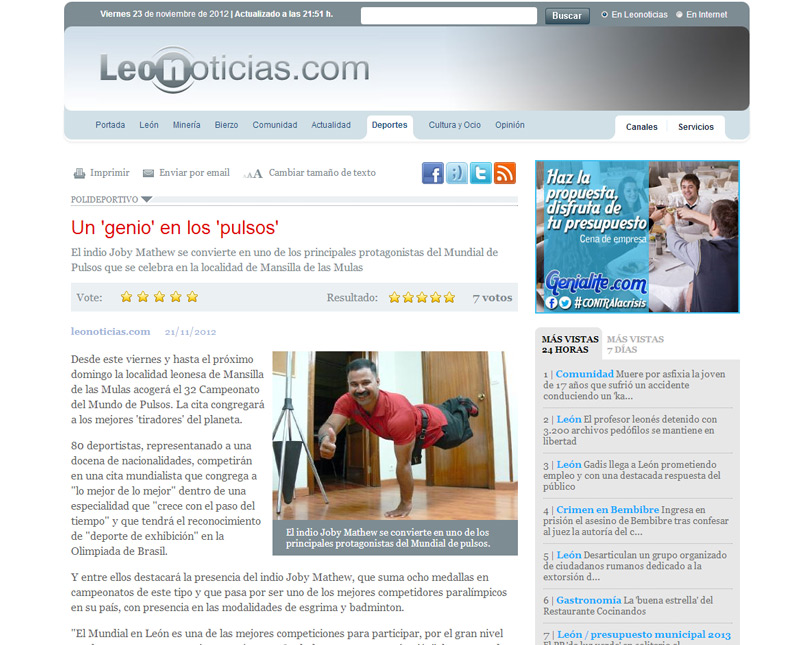 Viernes 23 de noviembre de 2012 | Actualizado a las 21:51 h.
Buscar
En Leonoticias
En Internet
Leonoticias.com
Portada
León
Minería
Bierzo
Comunidad
Actualidad
Deportes
Cultura y Ocio
Opinión
Canales
Servicios
Imprimir
Enviar por email
AA Cambiar tamaño de texto
POLIDEPORTIVO
Un 'genio' en los 'pulsos'
El indio Joby Mathew se convierte en uno de los principales protagonistas del Mundial de
Pulsos que se celebra en la localidad de Mansilla de las Mulas
Vote:
Resultado:
7 votos
leonoticias.com 21/11/2012
Desde este viernes y hasta el próximo
domingo la localidad leonesa de Mansilla
de las Mulas acogerá el 32 Campeonato
del Mundo de Pulsos. La cita congregará
a los mejores 'tiradores' del planeta.
80 deportistas, representanado a una
docena de nacionalidades, competirán
en una cita mundialista que congrega a
"lo mejor de lo mejor" dentro de una
especialidad que "crece con el paso del
tiempo" y que tendrá el reconocimiento
de "deporte de exhibición" en la
Olimpiada de Brasil.
El indio Joby Mathew se convierte en uno de los
principales protagonistas del Mundial de pulsos.
Y entre ellos destacará la presencia del indio Joby Mathew, que suma ocho medallas en
campeonatos de este tipo y que pasa por ser uno de los mejores competidores paralímpicos
en su país, con presencia en las modalidades de esgrima y badminton.
"El Mundial en León es una de las mejores competiciones para participar, por el gran nivel
Haz la
propuesta,
disfruta de
tu presupuesto
Cena de empresa
Genialite.com
#CONTRAlacrisis
MÁS VISTAS
24 HORAS
MÁS VISTAS
7 DÍAS
1 | Comunidad Muere por asfixia la joven
de 17 años que sufrió un accidente
conduciendo un 'ka...
2 | León El profesor leonés detenido con
3.200 archivos pedófilos se mantiene en
libertad
3 | León Gadis llega a León prometiendo
empleo y con una destacada respuesta del
público
4 | Crimen en Bembibre Ingresa en
prisión el asesino de Bembibre tras confesar
al juez la autoría del c...
5 | León Desarticulan un grupo organizado
de ciudadanos rumanos dedicado a la
extorsión d...
6 | Gastronomía La 'buena estrella' del
Restaurante Cocinandos
7 | León / presupuesto municipal 2013